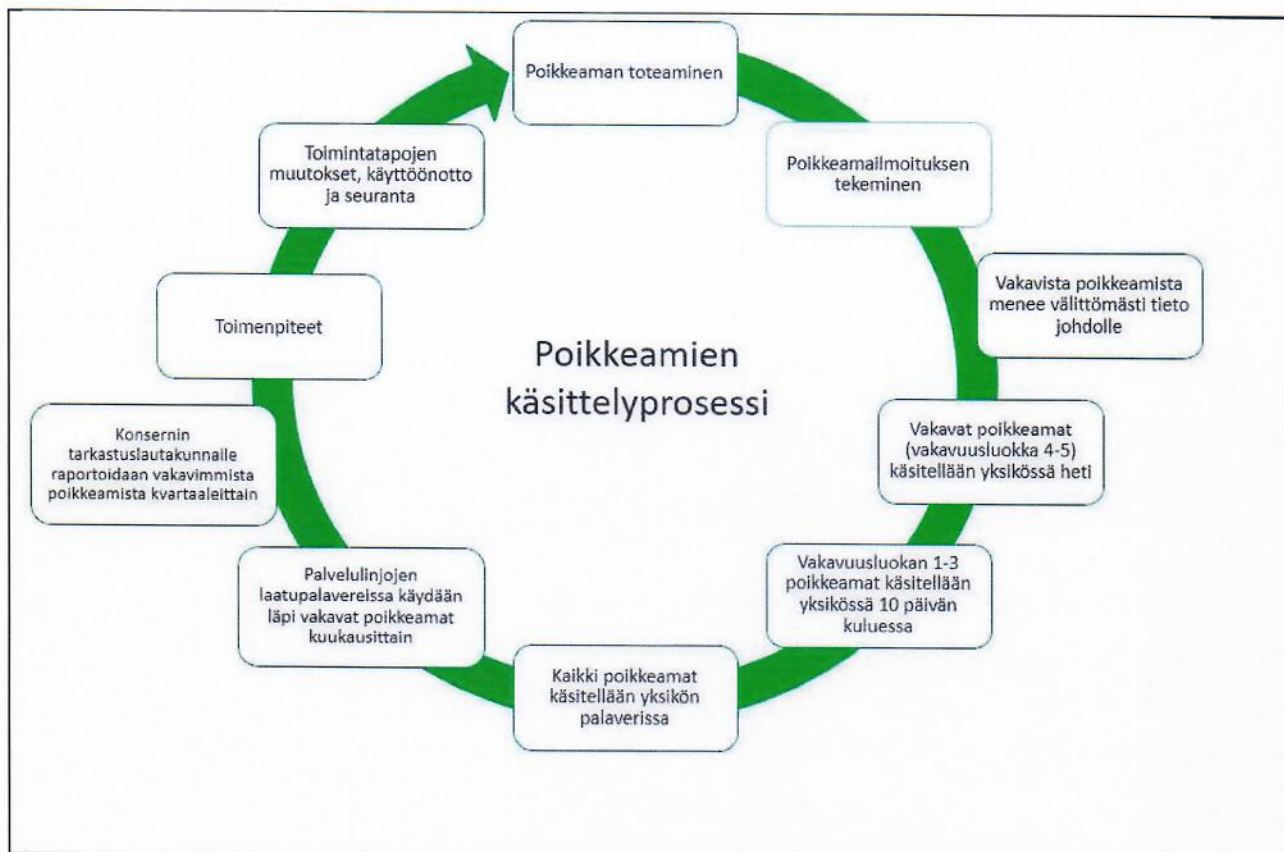 Poikkeaman toteaminen
Poikkeamailmoituksen
tekeminen
Vakavista poikkeamista
menee välittömästi tieto
johdolle
Vakavat poikkeamat
(vakavuusluokka 4-5)
käsitellään yksikössä heti
Vakavuusluokan 1-3
poikkeamat käsitellään
yksikössä 10 päivän
kuluessa
Kaikki poikkeamat
käsitellään yksikön
palaverissa
Palvelulinjojen
laatupalavereissa käydään
läpi vakavat poikkeamat
kuukausittain
Konsernin
tarkastuslautakunnalle
raportoidaan vakavimmista
poikkeamista kvartaaleittain
Toimenpiteet
Toimintatapojen
muutokset, käyttöönotto
ja seuranta
Poikkeamien
käsittelyprosessi